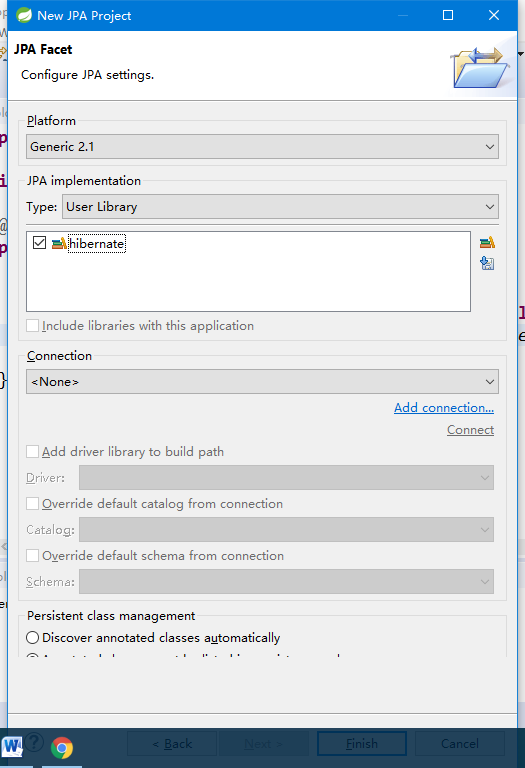 New JPA Project
JPA Facet
Configure JPA settings.
Platform
Generic 2.1
JPA implementation
Type: User Library
hibernate
Include libraries with this application
Connection
<None>
Add connection...
Connect
Add driver library to build path
Driver:
Override default catalog from connection
Catalog:
Override default schema from connection
Schema:
Persistent class management
Discover annotated classes automatically
< Back
Next >
Finish
Cancel